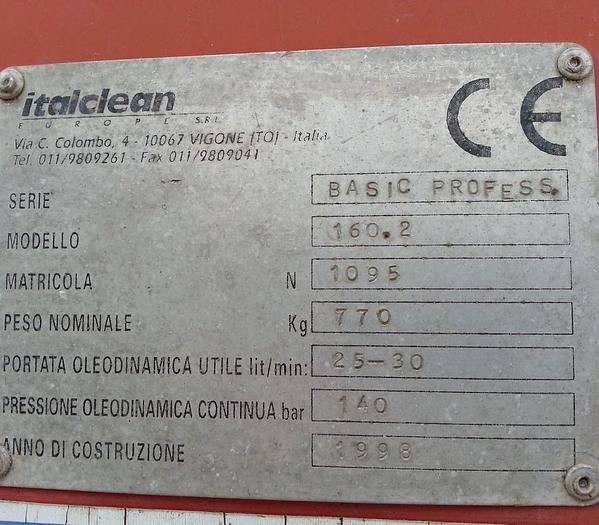 italclean
EUROPE S.R.L.
Via C. Colombo, 4 - 10067 VIGONE (TO) - Italia
Tel. 011/9809261 - Fax 011/9809041
CE
SERIE BASIC PROFESS.
MODELLO 160.2
MATRICOLA N 1095
PESO NOMINALE Kg 770
PORTATA OLEODINAMICA UTILE lit/min: 25-30
PRESSIONE OLEODINAMICA CONTINUA bar 140
ANNO DI COSTRUZIONE 1998